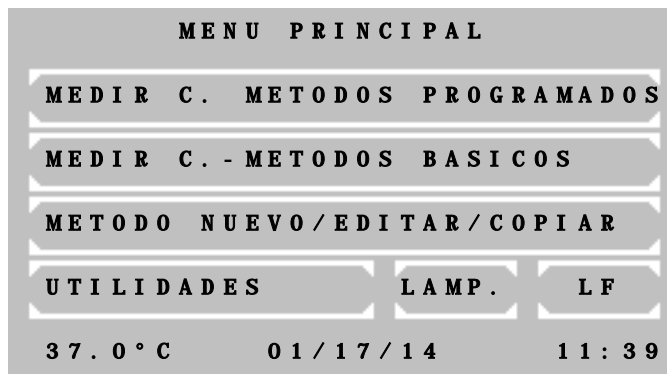 MENU PRINCIPAL
MEDIR C. METODOS PROGRAMADOS
MEDIR C.-METODOS BASICOS
METODO NUEVO/EDITAR/COPIAR
UTILIDADES LAMP. LF
37.0°C 01/17/14 11:39